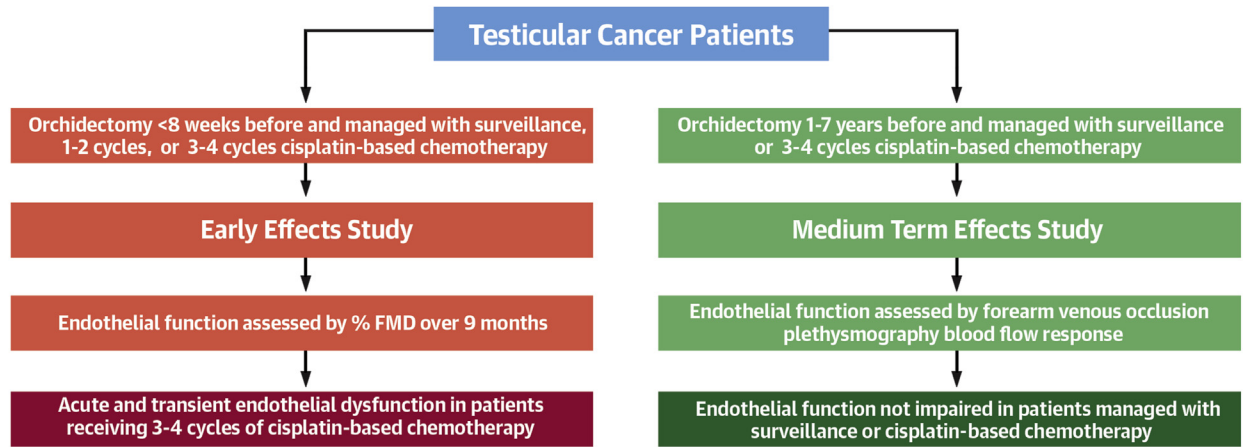 Testicular Cancer Patients
Orchidectomy <8 weeks before and managed with surveillance,
1-2 cycles, or 3-4 cycles cisplatin-based chemotherapy
Early Effects Study
Endothelial function assessed by % FMD over 9 months
Acute and transient endothelial dysfunction in patients
receiving 3-4 cycles of cisplatin-based chemotherapy
Orchidectomy 1-7 years before and managed with surveillance
or 3-4 cycles cisplatin-based chemotherapy
Medium Term Effects Study
Endothelial function assessed by forearm venous occlusion
plethysmography blood flow response
Endothelial function not impaired in patients managed with
surveillance or cisplatin-based chemotherapy